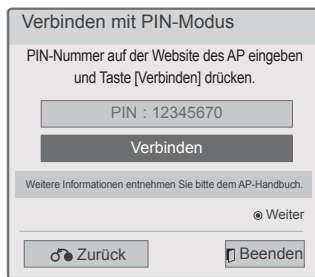 Verbinden mit PIN-Modus
PIN-Nummer auf der Website des AP eingeben
und Taste [Verbinden] drücken.
PIN : 12345670
Verbinden
Weitere Informationen entnehmen Sie bitte dem AP-Handbuch.
Weiter
Zurück
Beenden